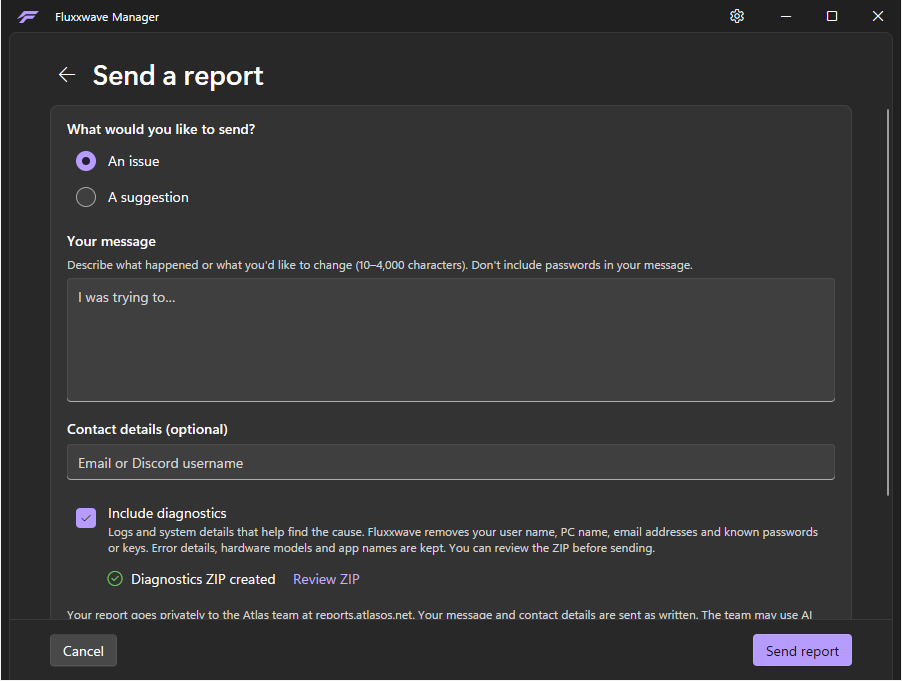 Fluxxwave Manager
Send a report
What would you like to send?
An issue
A suggestion
Your message
Describe what happened or what you'd like to change (10–4,000 characters). Don't include passwords in your message.
I was trying to...
Contact details (optional)
Email or Discord username
Include diagnostics
Logs and system details that help find the cause. Fluxxwave removes your user name, PC name, email addresses and known passwords
or keys. Error details, hardware models and app names are kept. You can review the ZIP before sending.
Diagnostics ZIP created Review ZIP
Your report goes privately to the Atlas team at reports.atlasos.net. Your message and contact details are sent as written. The team may use AI
Cancel Send report